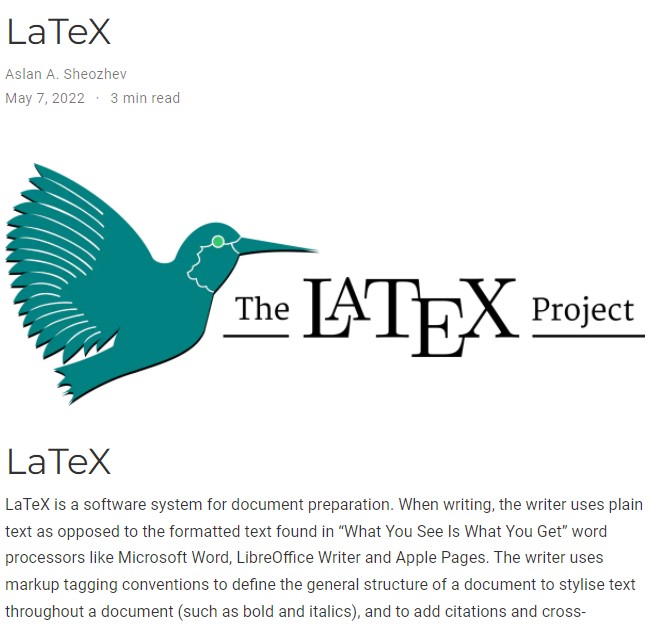 LaTeX
Aslan A. Sheozhev
May 7, 2022 · 3 min read
The LATEX Project
LaTeX
LaTeX is a software system for document preparation. When writing, the writer uses plain
text as opposed to the formatted text found in “What You See Is What You Get” word
processors like Microsoft Word, LibreOffice Writer and Apple Pages. The writer uses
markup tagging conventions to define the general structure of a document to stylise text
throughout a document (such as bold and italics), and to add citations and cross-